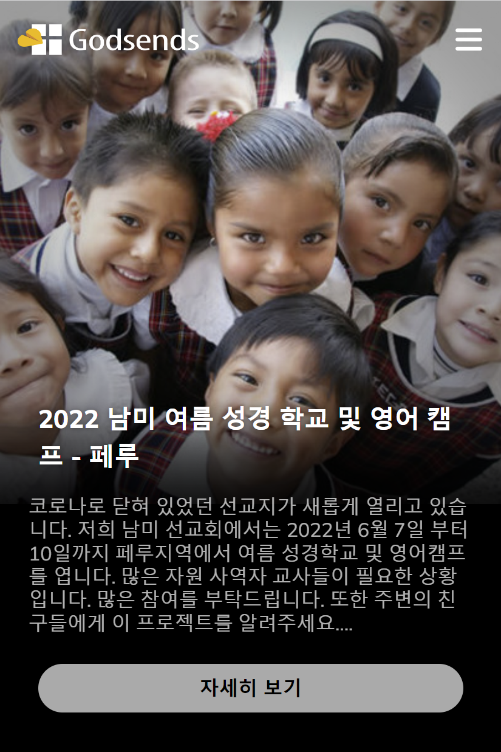 Godsends
2022 남미 여름 성경 학교 및 영어 캠
프 - 페루
코로나로 닫혀 있었던 선교지가 새롭게 열리고 있습
니다. 저희 남미 선교회에서는 2022년 6월 7일 부터
10일까지 페루지역에서 여름 성경학교 및 영어캠프
를 엽니다. 많은 자원 사역자 교사들이 필요한 상황
입니다. 많은 참여를 부탁드립니다. 또한 주변의 친
구들에게 이 프로젝트를 알려주세요....
자세히 보기